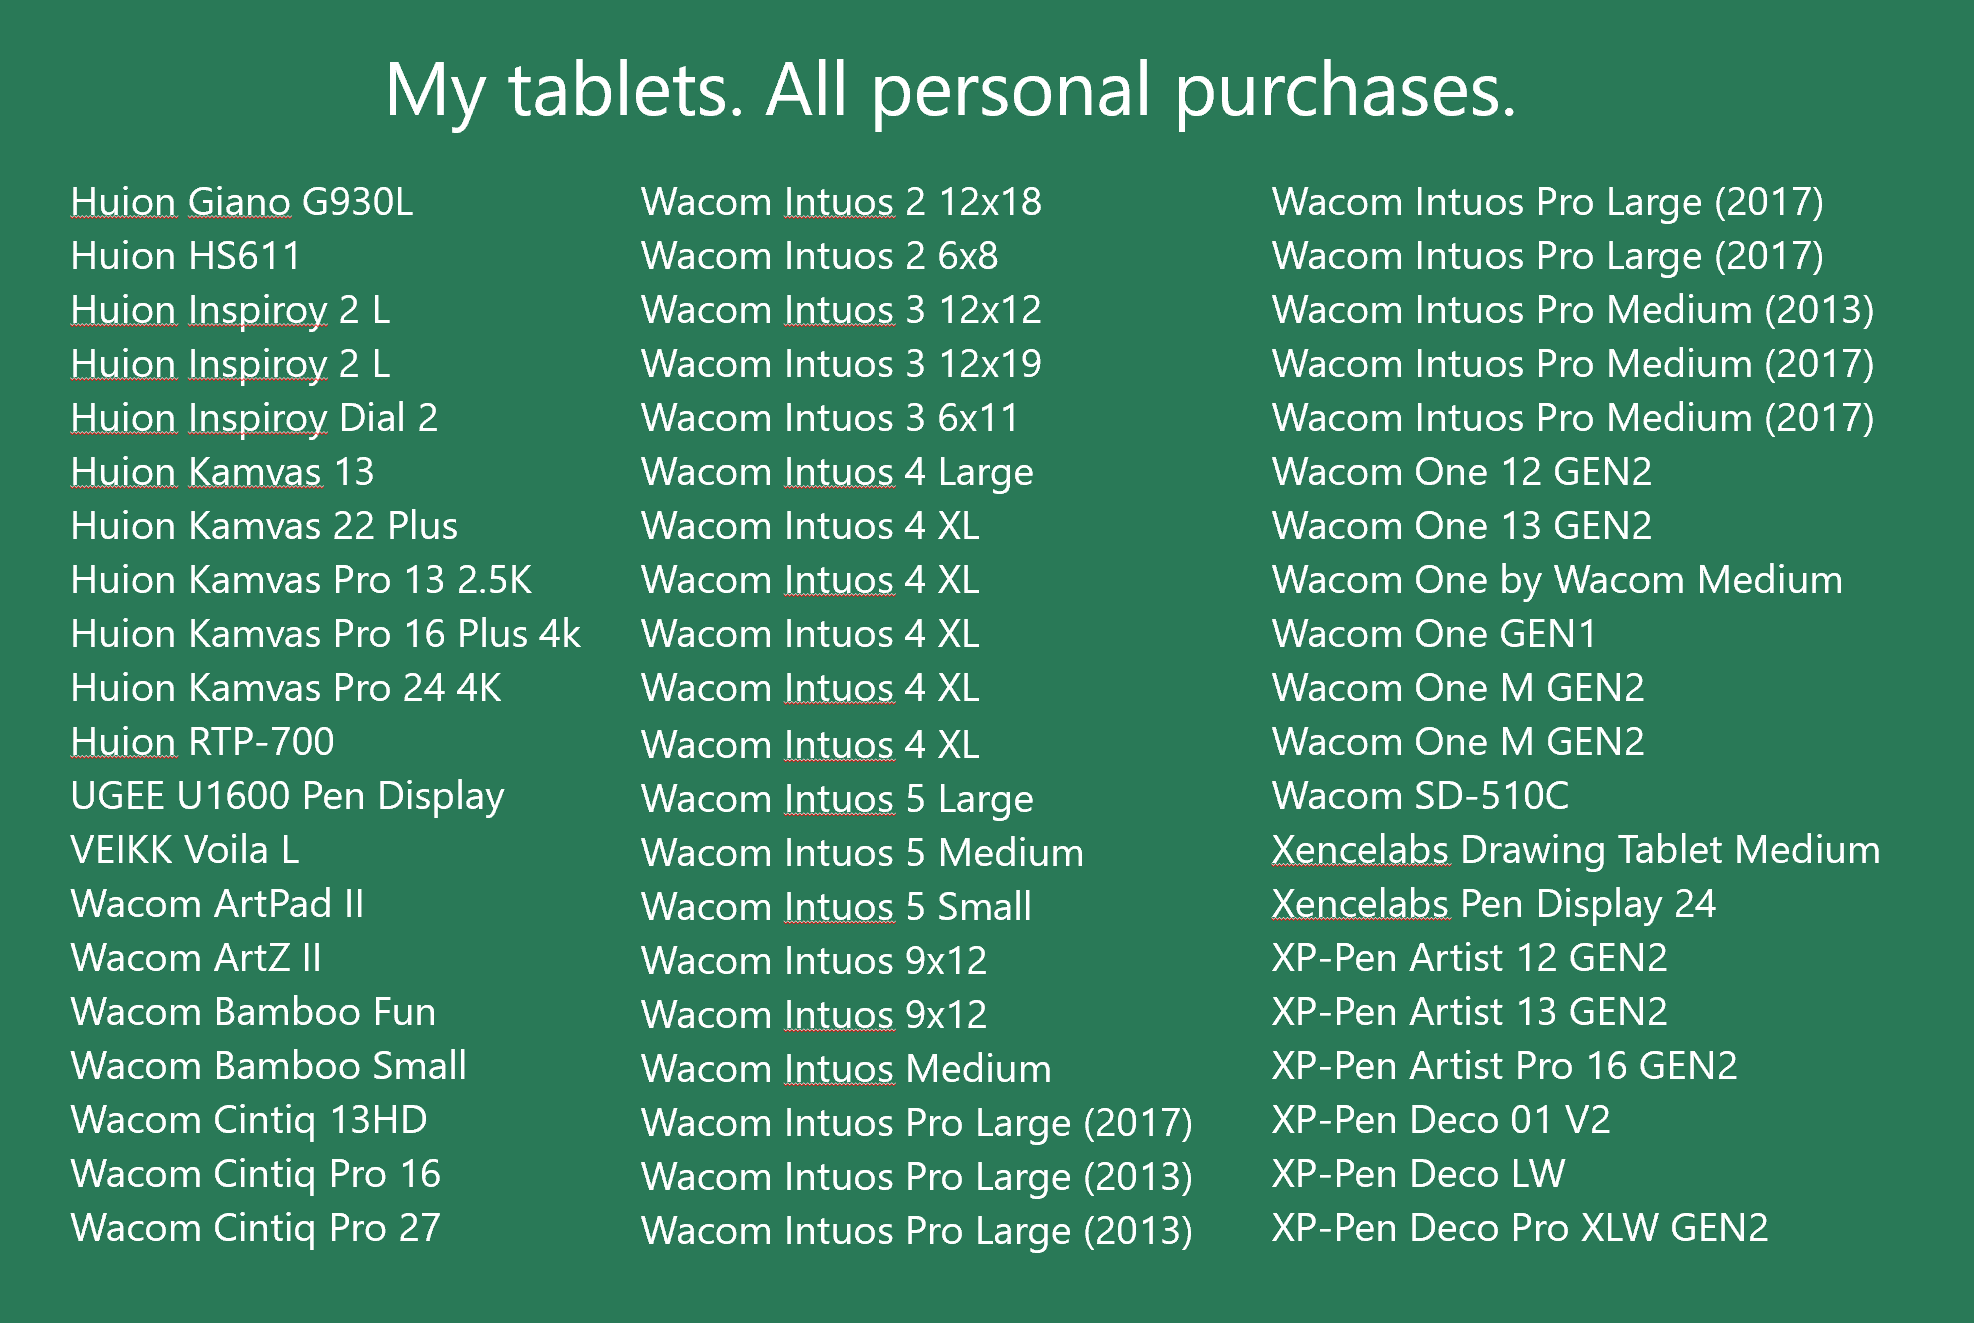 My tablets. All personal purchases.
Huion Giano G930L
Huion HS611
Huion Inspiroy 2 L
Huion Inspiroy 2 L
Huion Inspiroy Dial 2
Huion Kamvas 13
Huion Kamvas 22 Plus
Huion Kamvas Pro 13 2.5K
Huion Kamvas Pro 16 Plus 4k
Huion Kamvas Pro 24 4K
Huion RTP-700
UGEE U1600 Pen Display
VEIKK Voila L
Wacom ArtPad II
Wacom ArtZ II
Wacom Bamboo Fun
Wacom Bamboo Small
Wacom Cintiq 13HD
Wacom Cintiq Pro 16
Wacom Cintiq Pro 27
Wacom Intuos 2 12x18
Wacom Intuos 2 6x8
Wacom Intuos 3 12x12
Wacom Intuos 3 12x19
Wacom Intuos 3 6x11
Wacom Intuos 4 Large
Wacom Intuos 4 XL
Wacom Intuos 4 XL
Wacom Intuos 4 XL
Wacom Intuos 4 XL
Wacom Intuos 4 XL
Wacom Intuos 5 Large
Wacom Intuos 5 Medium
Wacom Intuos 5 Small
Wacom Intuos 9x12
Wacom Intuos 9x12
Wacom Intuos Medium
Wacom Intuos Pro Large (2017)
Wacom Intuos Pro Large (2013)
Wacom Intuos Pro Large (2013)
Wacom Intuos Pro Large (2017)
Wacom Intuos Pro Large (2017)
Wacom Intuos Pro Medium (2013)
Wacom Intuos Pro Medium (2017)
Wacom Intuos Pro Medium (2017)
Wacom One 12 GEN2
Wacom One 13 GEN2
Wacom One by Wacom Medium
Wacom One GEN1
Wacom One M GEN2
Wacom One M GEN2
Wacom SD-510C
Xencelabs Drawing Tablet Medium
Xencelabs Pen Display 24
XP-Pen Artist 12 GEN2
XP-Pen Artist 13 GEN2
XP-Pen Artist Pro 16 GEN2
XP-Pen Deco 01 V2
XP-Pen Deco LW
XP-Pen Deco Pro XLW GEN2